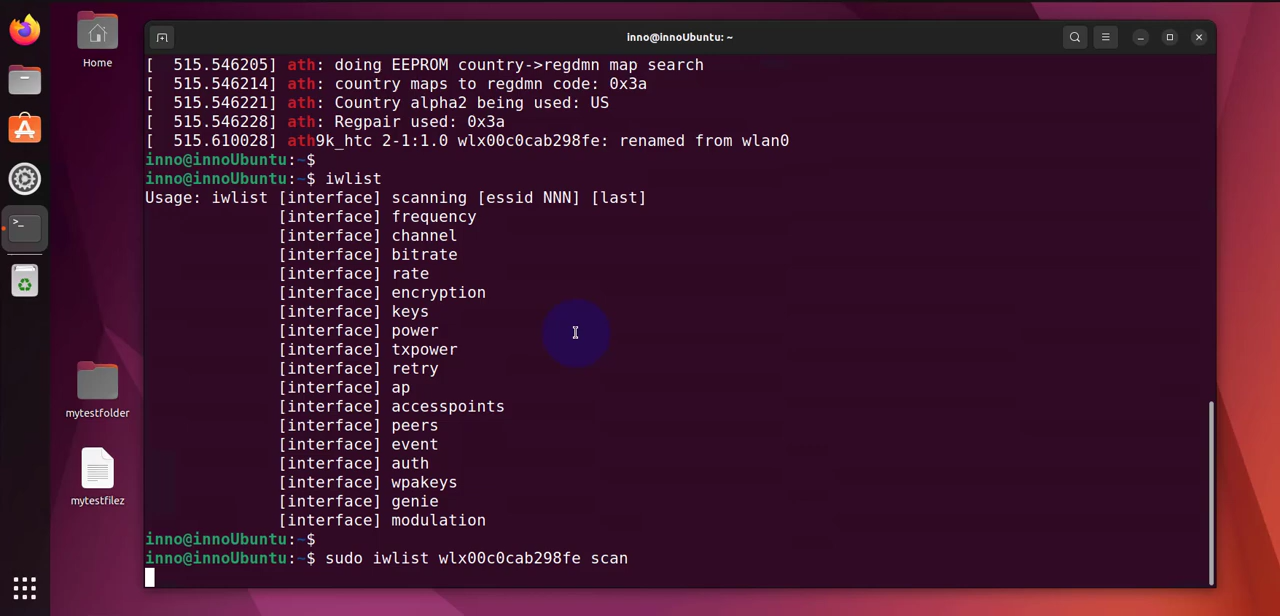 inno@innoUbuntu: ~
Home
mytestfolder
mytestfilez
[  515.546205] ath: doing EEPROM country->regdmn map search
[  515.546214] ath: country maps to regdmn code: 0x3a
[  515.546221] ath: Country alpha2 being used: US
[  515.546228] ath: Regpair used: 0x3a
[  515.610028] ath9k_htc 2-1:1.0 wlx00c0cab298fe: renamed from wlan0
inno@innoUbuntu:~$
inno@innoUbuntu:~$ iwlist
Usage: iwlist [interface] scanning [essid NNN] [last]
              [interface] frequency
              [interface] channel
              [interface] bitrate
              [interface] rate
              [interface] encryption
              [interface] keys
              [interface] power
              [interface] txpower
              [interface] retry
              [interface] ap
              [interface] accesspoints
              [interface] peers
              [interface] event
              [interface] auth
              [interface] wpakeys
              [interface] genie
              [interface] modulation
inno@innoUbuntu:~$
inno@innoUbuntu:~$ sudo iwlist wlx00c0cab298fe scan